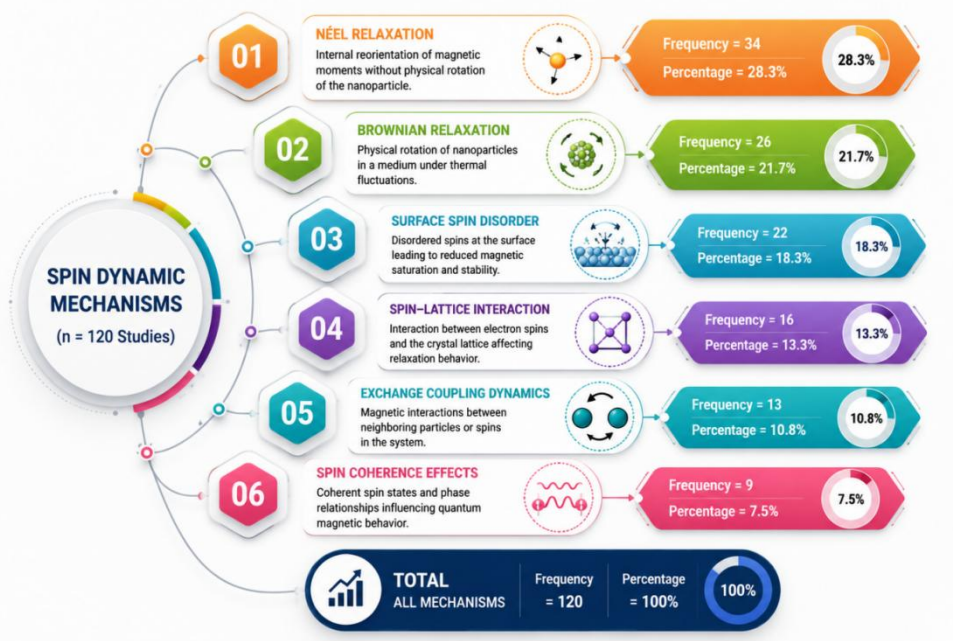 SPIN DYNAMIC
MECHANISMS
(n = 120 Studies)
01
NÉEL RELAXATION
Internal reorientation of magnetic
moments without physical rotation
of the nanoparticle.
Frequency = 34
Percentage = 28.3%
28.3%
02
BROWNIAN RELAXATION
Physical rotation of nanoparticles
in a medium under thermal
fluctuations.
Frequency = 26
Percentage = 21.7%
21.7%
03
SURFACE SPIN DISORDER
Disordered spins at the surface
leading to reduced magnetic
saturation and stability.
Frequency = 22
Percentage = 18.3%
18.3%
04
SPIN–LATTICE INTERACTION
Interaction between electron spins
and the crystal lattice affecting
relaxation behavior.
Frequency = 16
Percentage = 13.3%
13.3%
05
EXCHANGE COUPLING DYNAMICS
Magnetic interactions between
neighboring particles or spins
in the system.
Frequency = 13
Percentage = 10.8%
10.8%
06
SPIN COHERENCE EFFECTS
Coherent spin states and phase
relationships influencing quantum
magnetic behavior.
Frequency = 9
Percentage = 7.5%
7.5%
TOTAL
ALL MECHANISMS
Frequency
= 120
Percentage
= 100%
100%